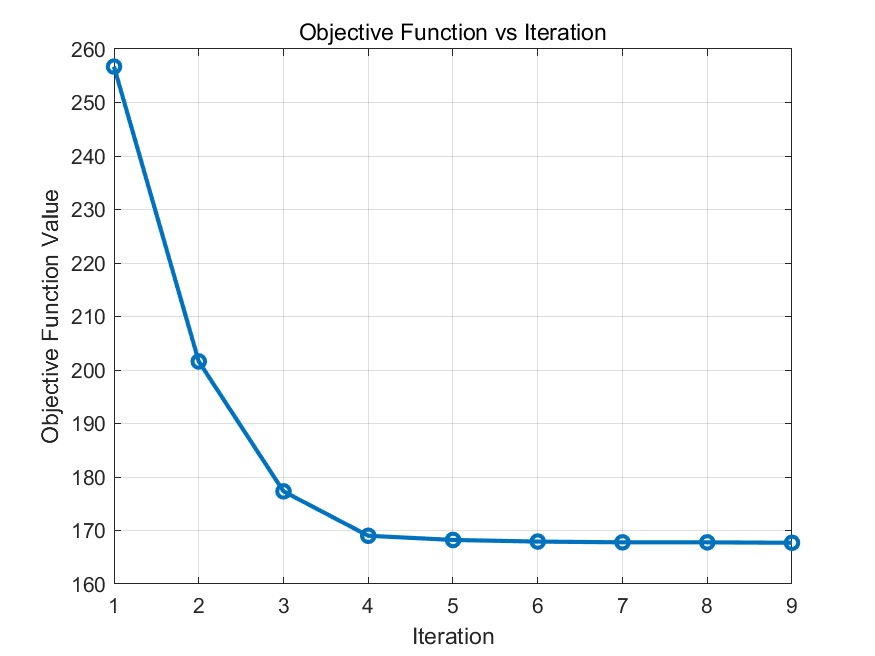 Objective Function vs Iteration
260
250
240
230
220
210
200
190
180
170
160
Objective Function Value
1 2 3 4 5 6 7 8 9
Iteration